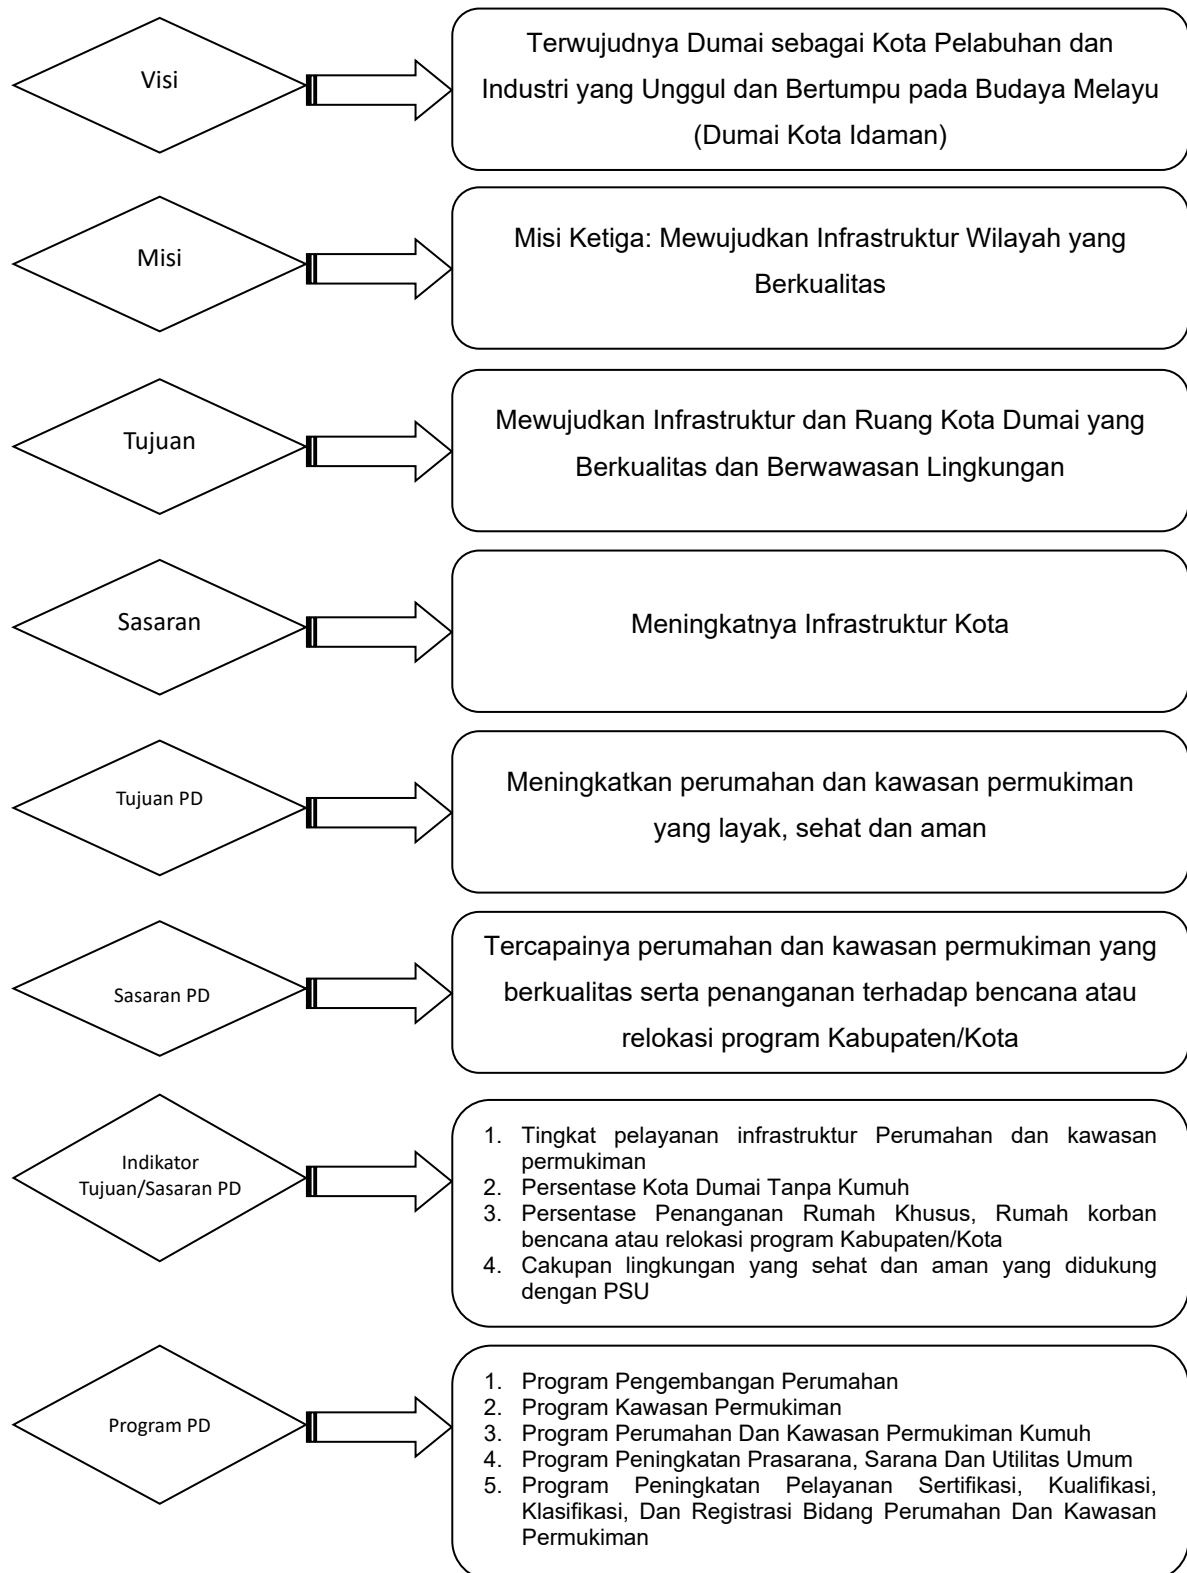 Visi
Terwujudnya Dumai sebagai Kota Pelabuhan dan
Industri yang Unggul dan Bertumpu pada Budaya Melayu
(Dumai Kota Idaman)
Misi
Misi Ketiga: Mewujudkan Infrastruktur Wilayah yang
Berkualitas
Tujuan
Mewujudkan Infrastruktur dan Ruang Kota Dumai yang
Berkualitas dan Berwawasan Lingkungan
Sasaran
Meningkatnya Infrastruktur Kota
Tujuan PD
Meningkatkan perumahan dan kawasan permukiman
yang layak, sehat dan aman
Sasaran PD
Tercapainya perumahan dan kawasan permukiman yang
berkualitas serta penanganan terhadap bencana atau
relokasi program Kabupaten/Kota
Indikator
Tujuan/Sasaran PD
1. Tingkat pelayanan infrastruktur Perumahan dan kawasan
permukiman
2. Persentase Kota Dumai Tanpa Kumuh
3. Persentase Penanganan Rumah Khusus, Rumah korban
bencana atau relokasi program Kabupaten/Kota
4. Cakupan lingkungan yang sehat dan aman yang didukung
dengan PSU
Program PD
1. Program Pengembangan Perumahan
2. Program Kawasan Permukiman
3. Program Perumahan Dan Kawasan Permukiman Kumuh
4. Program Peningkatan Prasarana, Sarana Dan Utilitas Umum
5. Program Peningkatan Pelayanan Sertifikasi, Kualifikasi,
Klasifikasi, Dan Registrasi Bidang Perumahan Dan Kawasan
Permukiman